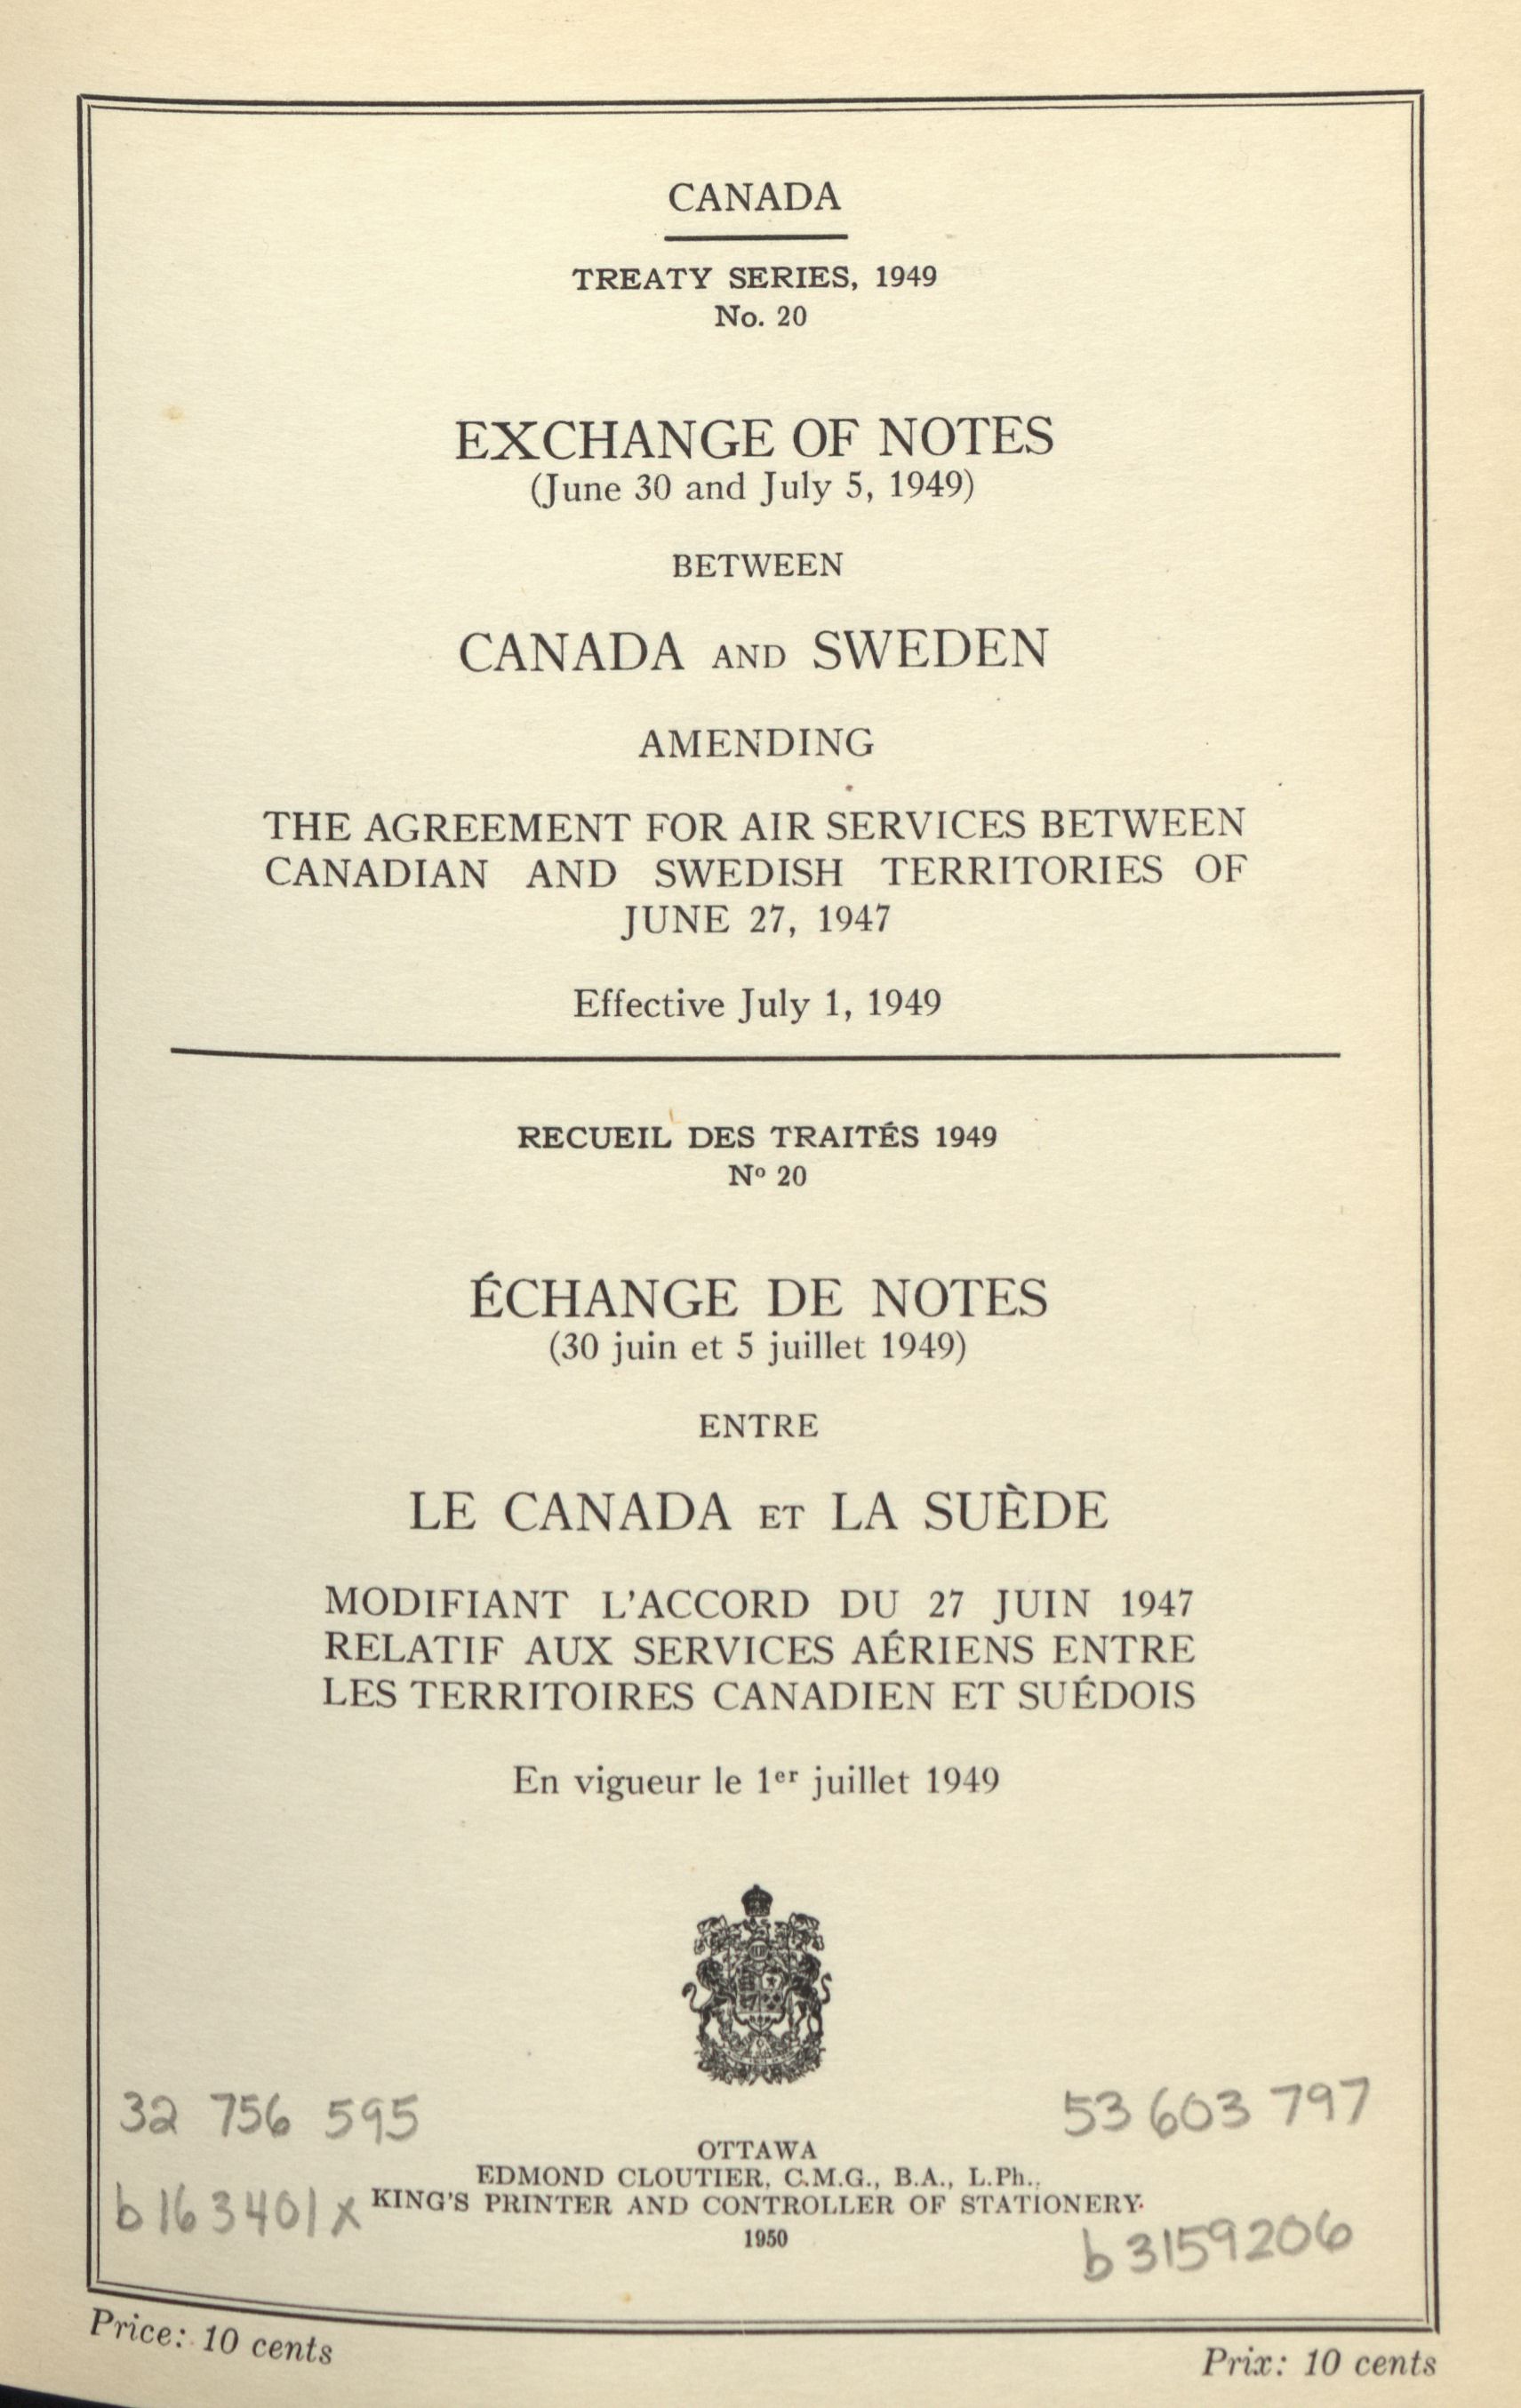 CANADA
TREATY SERIES, 1949
No. 20
EXCHANGE OF NOTES
(June 30 and July 5, 1949)
BETWEEN
CANADA AND SWEDEN
AMENDING
THE AGREEMENT FOR AIR SERVICES BETWEEN
CANADIAN AND SWEDISH TERRITORIES OF
JUNE 27, 1947
Effective July 1, 1949
RECUEIL DES TRAITÉS 1949
Nº 20
ÉCHANGE DE NOTES
(30 juin et 5 juillet 1949)
ENTRE
LE CANADA ET LA SUÈDE
MODIFIANT L'ACCORD DU 27 JUIN 1947
RELATIF AUX SERVICES AÉRIENS ENTRE
LES TERRITOIRES CANADIEN ET SUÉDOIS
En vigueur le 1er juillet 1949
32 756 595
53 603 797
OTTAWA
EDMOND CLOUTIER, C.M.G., B.A., L.Ph.,
KING'S PRINTER AND CONTROLLER OF STATIONERY.
1950
b163401x
b3159206
Price: 10 cents
Prix: 10 cents